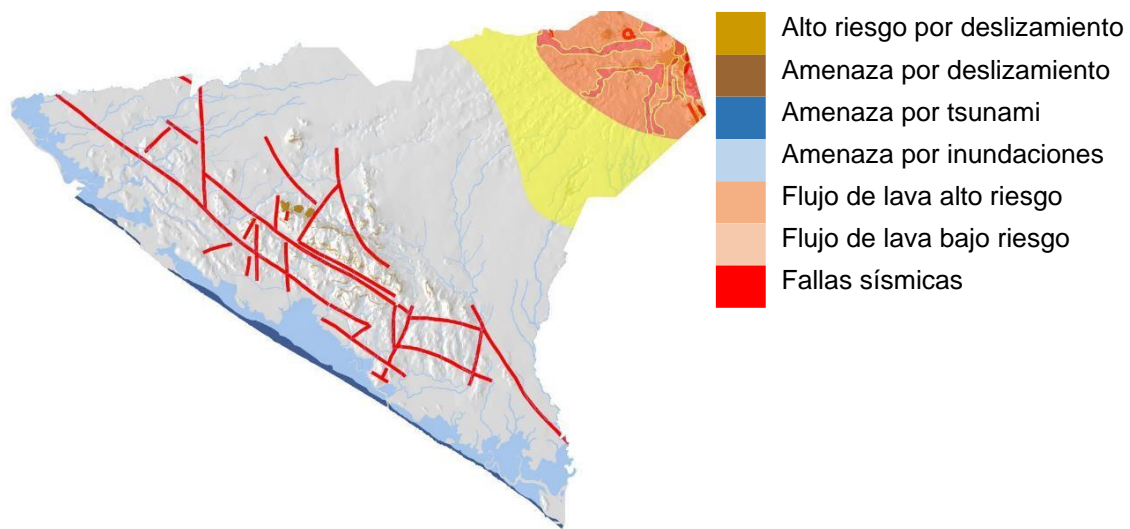 Alto riesgo por deslizamiento
Amenaza por deslizamiento
Amenaza por tsunami
Amenaza por inundaciones
Flujo de lava alto riesgo
Flujo de lava bajo riesgo
Fallas sísmicas